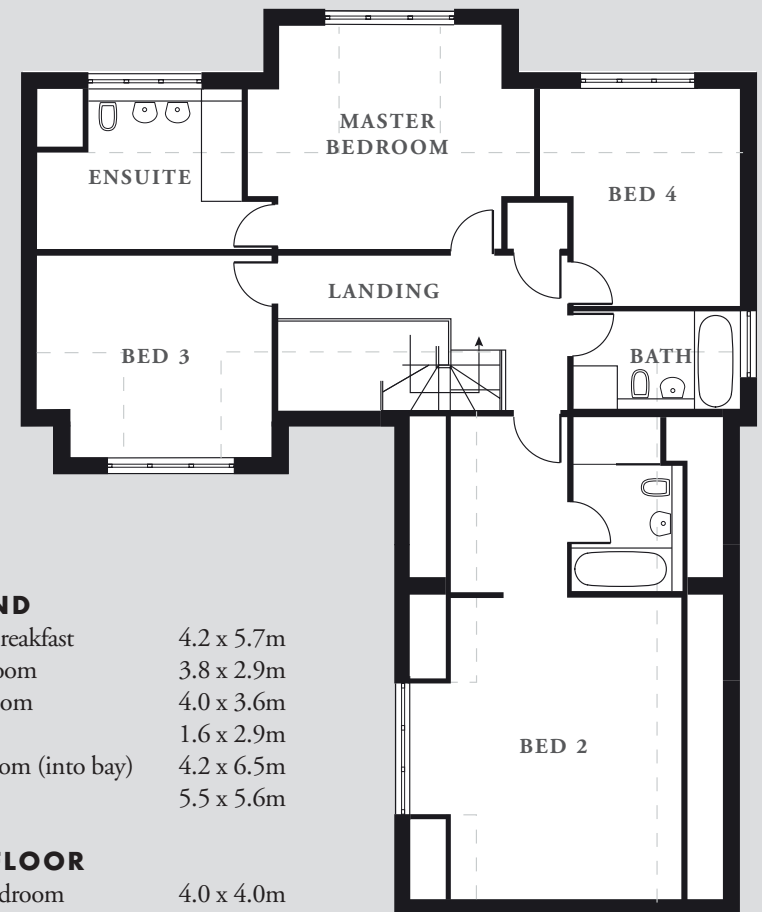 MASTER
BEDROOM
ENSUITE
BED 4
LANDING
BED 3
BATH
BED 2
ND
reakfast 4.2 x 5.7m
oom 3.8 x 2.9m
om 4.0 x 3.6m
1.6 x 2.9m
om (into bay) 4.2 x 6.5m
5.5 x 5.6m
FLOOR
droom 4.0 x 4.0m